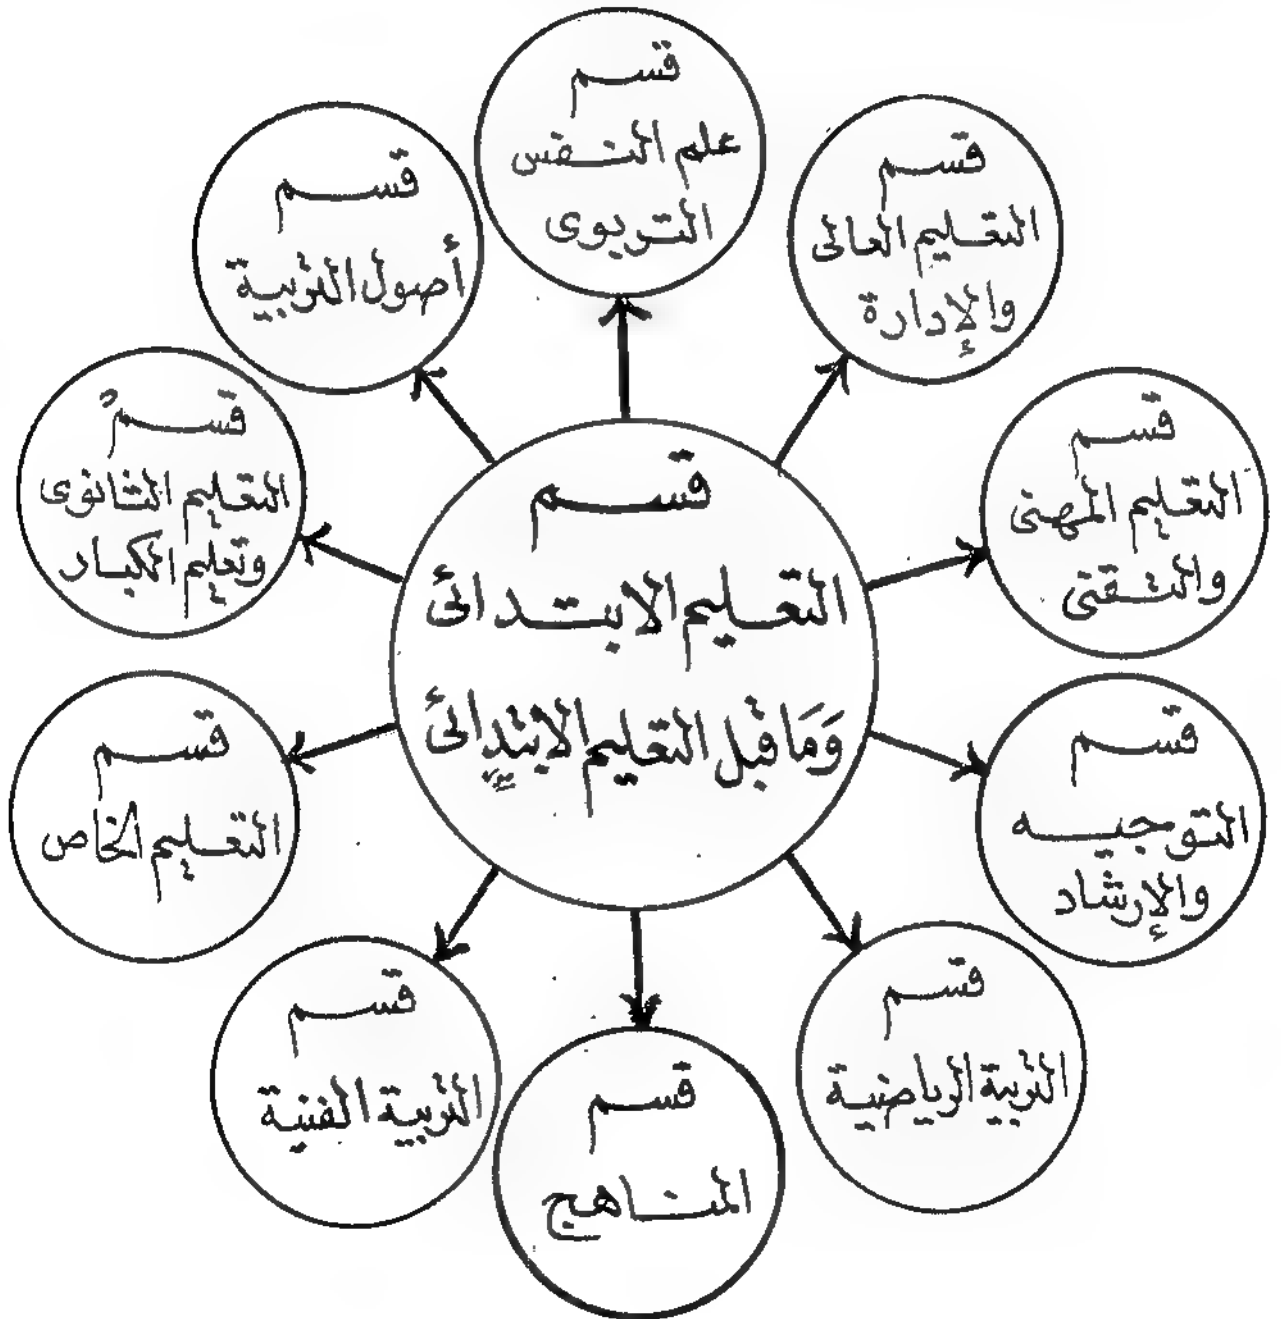 قسم
علم النفس
التربوى
قسم
التعليم العالى
والإدارة
قسم
أصول التربية
قسم
التعليم المهنى
والتقنى
قسم
التعليم الثانوى
وتعليم الكبار
قسم
التعليم الابتدائى
وَمَا قبل التعليم الابتدائى
قسم
التوجيه
والإرشاد
قسم
التعليم الخاص
قسم
التربية الرياضية
قسم
التربية الفنية
قسم
المناهج